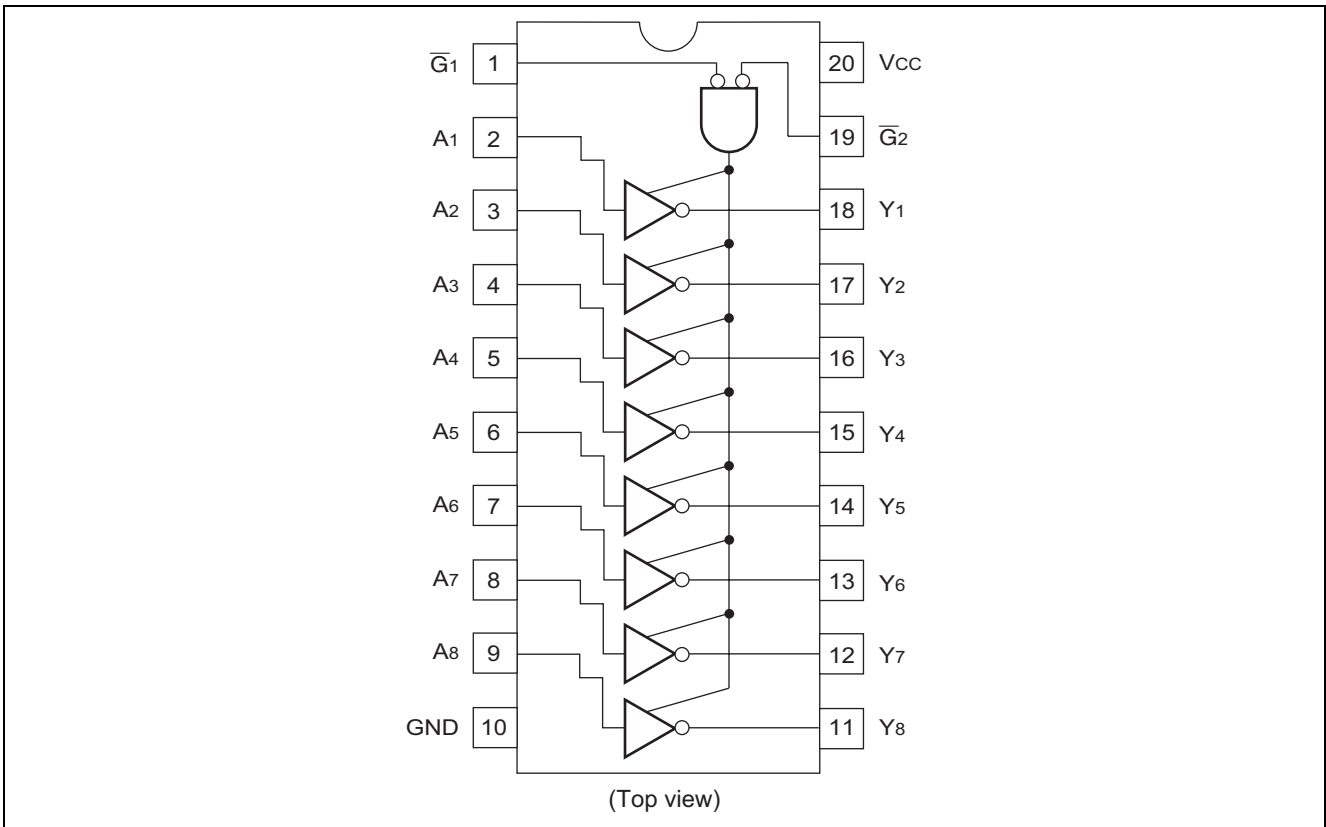 G̅1 1 20 VCC
A1 2 19 G̅2
A2 3 18 Y1
A3 4 17 Y2
A4 5 16 Y3
A5 6 15 Y4
A6 7 14 Y5
A7 8 13 Y6
A8 9 12 Y7
GND 10 11 Y8
(Top view)